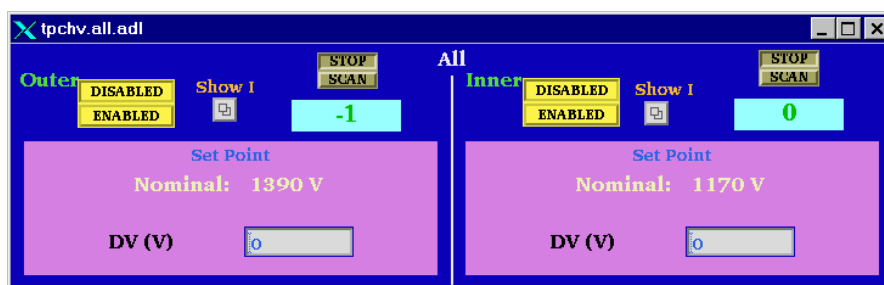 tpchv.all.adl
All
Outer
DISABLED
ENABLED
Show I
STOP
SCAN
-1
Set Point
Nominal: 1390 V
DV (V)
0
Inner
DISABLED
ENABLED
Show I
STOP
SCAN
0
Set Point
Nominal: 1170 V
DV (V)
0